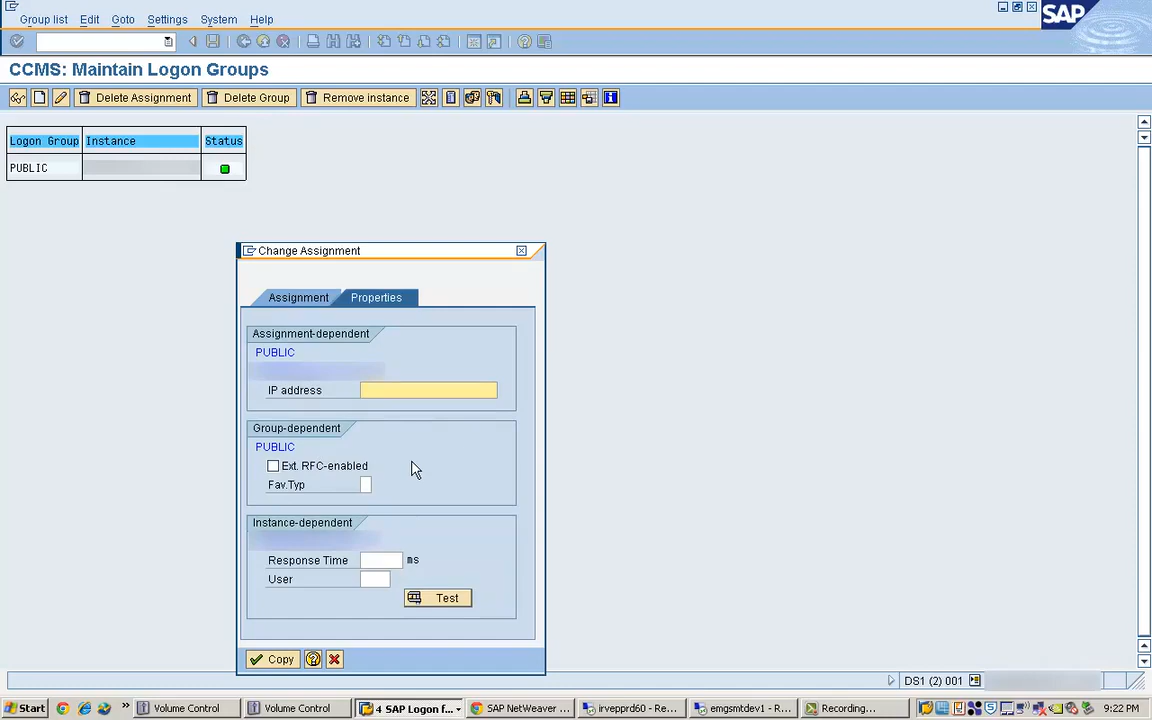 Group list Edit Goto Settings System Help
SAP
CCMS: Maintain Logon Groups
Delete Assignment Delete Group Remove instance
Logon Group Instance Status
PUBLIC
Change Assignment
Assignment Properties
Assignment-dependent
PUBLIC
IP address
Group-dependent
PUBLIC
Ext. RFC-enabled
Fav.Typ
Instance-dependent
Response Time ms
User
Test
Copy
DS1 (2) 001
Start Volume Control Volume Control 4 SAP Logon f... SAP NetWeaver ... irvepprd60 - Re... emgsmtdev1 - R... Recording... 9:22 PM